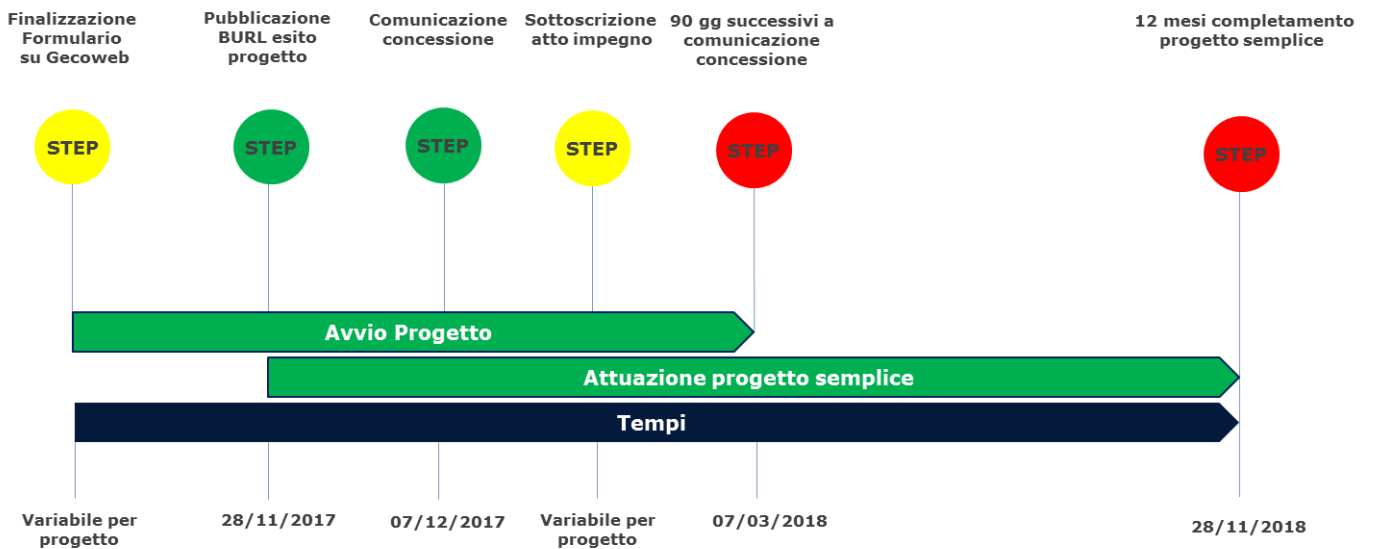 Finalizzazione
Formulario
su Gecoweb
Pubblicazione
BURL esito
progetto
Comunicazione
concessione
Sottoscrizione
atto impegno
90 gg successivi a
comunicazione
concessione
12 mesi completamento
progetto semplice
STEP
STEP
STEP
STEP
STEP
STEP
Avvio Progetto
Attuazione progetto semplice
Tempi
Variabile per
progetto
28/11/2017
07/12/2017
Variabile per
progetto
07/03/2018
28/11/2018